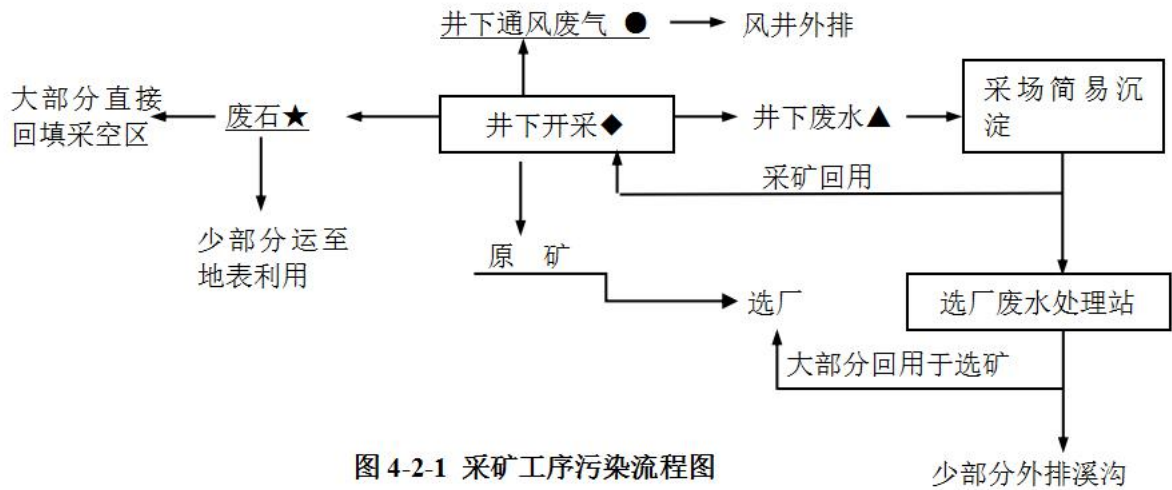 井下通风废气 ● 风井外排
大部分直接
回填采空区
废石★
井下开采◆
井下废水▲
采场简易沉
淀
采矿回用
少部分运至
地表利用
原 矿
选厂
选厂废水处理站
大部分回用于选矿
图 4-2-1 采矿工序污染流程图
少部分外排溪沟